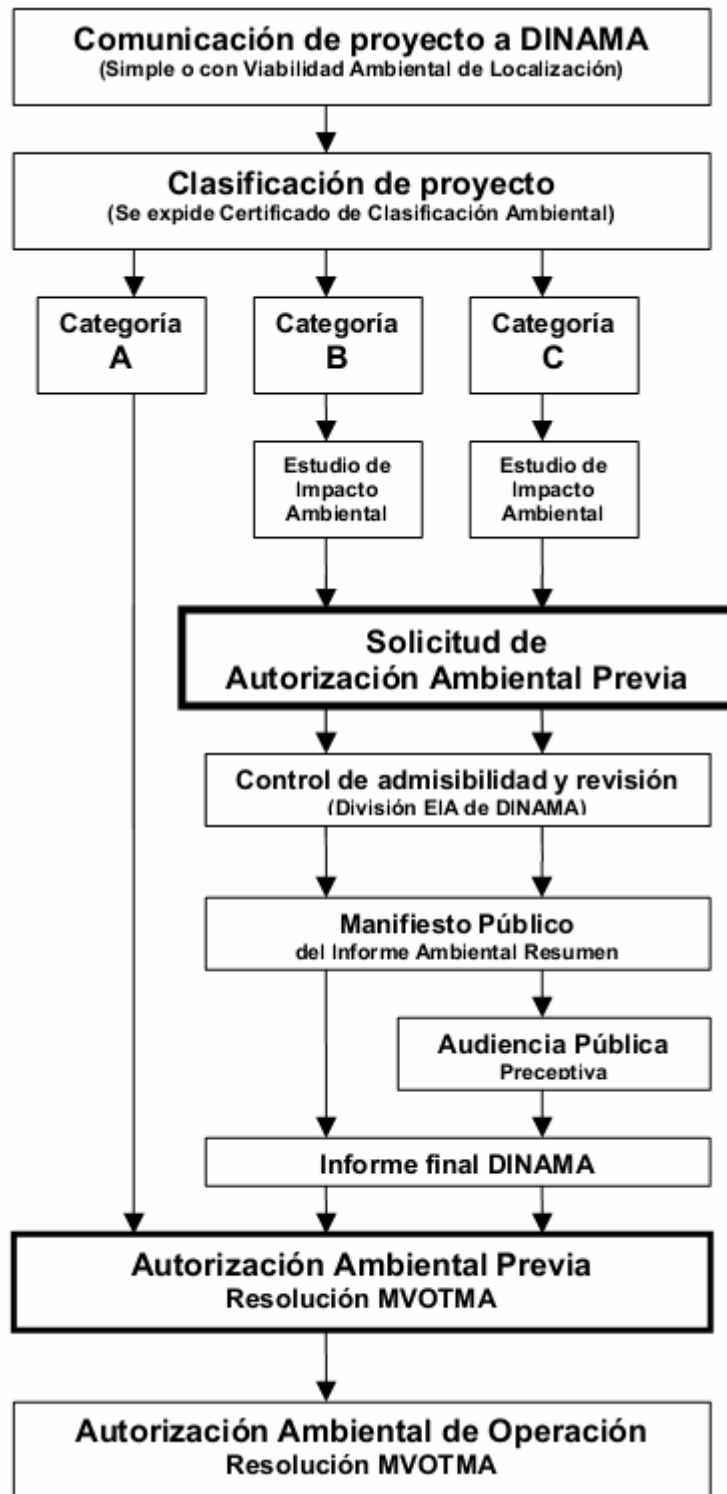 Comunicación de proyecto a DINAMA
(Simple o con Viabilidad Ambiental de Localización)
Clasificación de proyecto
(Se expide Certificado de Clasificación Ambiental)
Categoría
A
Categoría
B
Categoría
C
Estudio de
Impacto
Ambiental
Estudio de
Impacto
Ambiental
Solicitud de
Autorización Ambiental Previa
Control de admisibilidad y revisión
(División EIA de DINAMA)
Manifiesto Público
del Informe Ambiental Resumen
Audiencia Pública
Preceptiva
Informe final DINAMA
Autorización Ambiental Previa
Resolución MVOTMA
Autorización Ambiental de Operación
Resolución MVOTMA